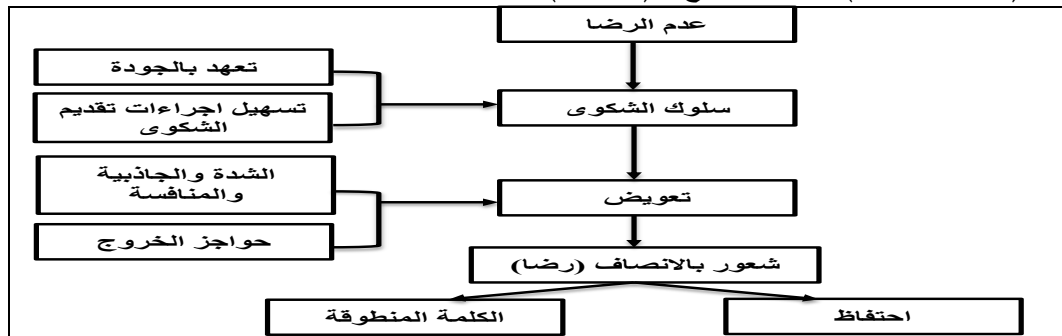 عدم الرضا
تعهد بالجودة
تسهيل اجراءات تقديم
الشكوى
سلوك الشكوى
الشدة والجاذبية
والمنافسة
تعويض
حواجز الخروج
شعور بالانصاف (رضا)
احتفاظ
الكلمة المنطوقة